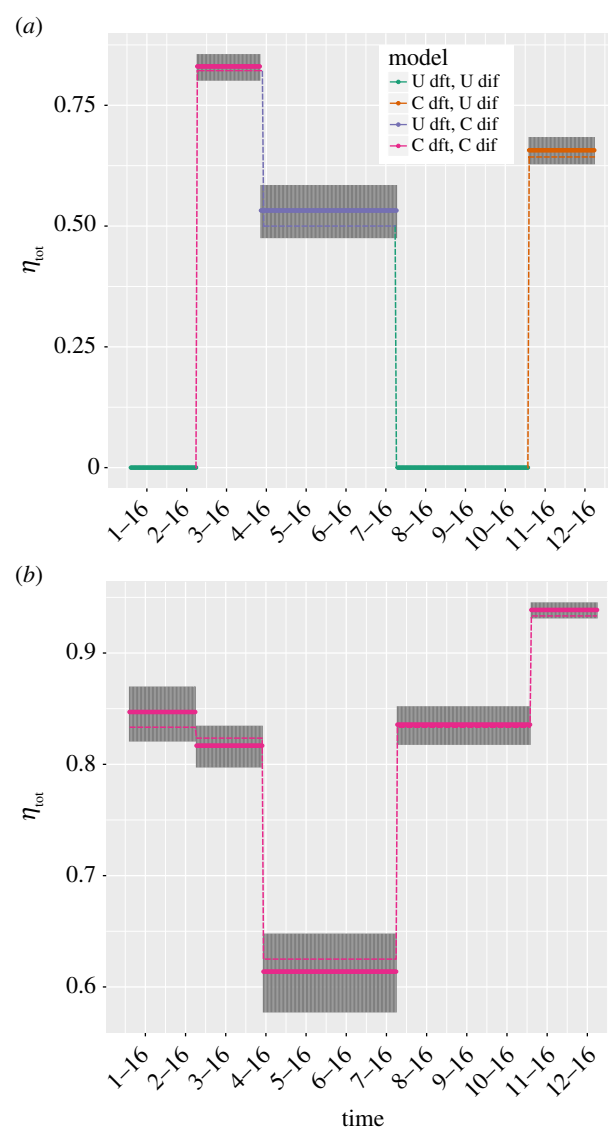 (a)
model
U dft, U dif
C dft, U dif
U dft, C dif
C dft, C dif
0.75
0.50
0.25
0
ηtot
1–16 2–16 3–16 4–16 5–16 6–16 7–16 8–16 9–16 10–16 11–16 12–16
(b)
0.9
0.8
0.7
0.6
ηtot
1–16 2–16 3–16 4–16 5–16 6–16 7–16 8–16 9–16 10–16 11–16 12–16
time